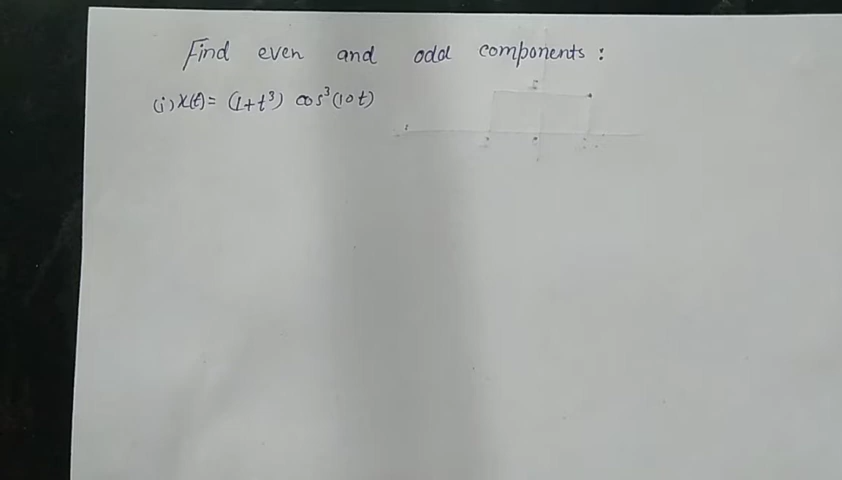 Find even and odd components :
(i) x(t) = (1+t³) cos³(10t)